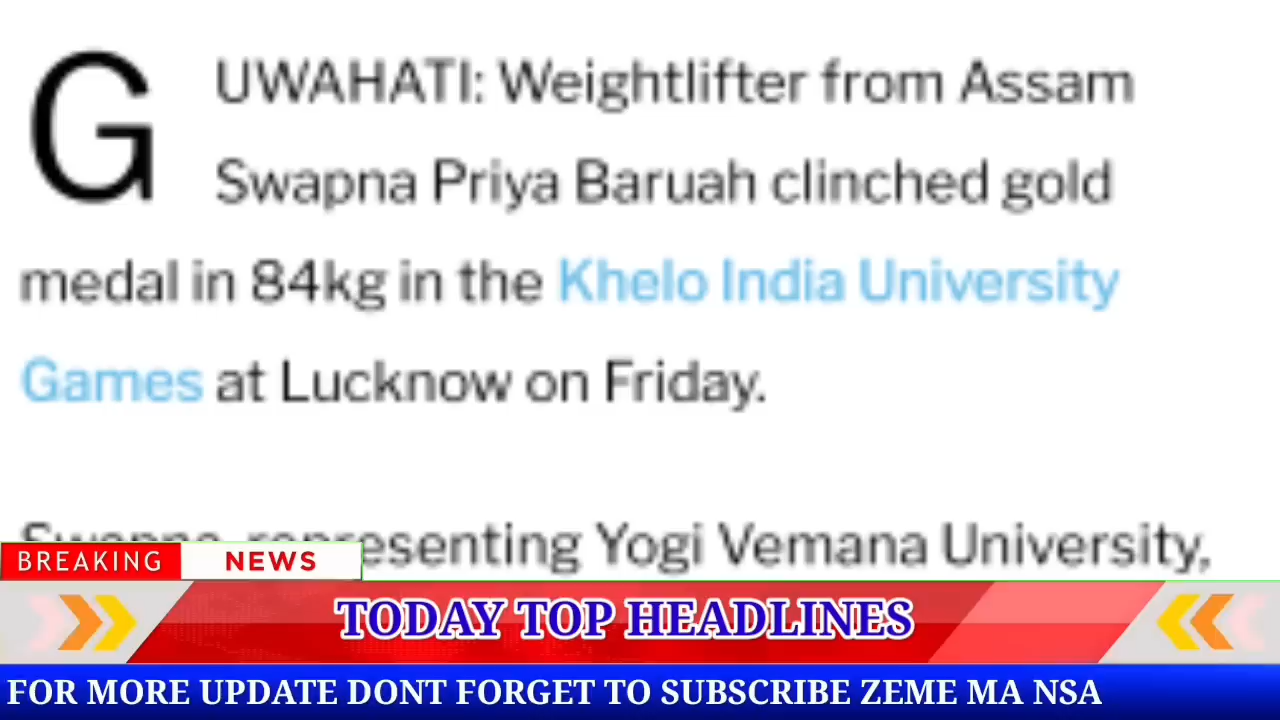 GUWAHATI: Weightlifter from Assam
Swapna Priya Baruah clinched gold
medal in 84kg in the Khelo India University
Games at Lucknow on Friday.
Swapna, representing Yogi Vemana University,
BREAKING NEWS
TODAY TOP HEADLINES
FOR MORE UPDATE DONT FORGET TO SUBSCRIBE ZEME MA NSA